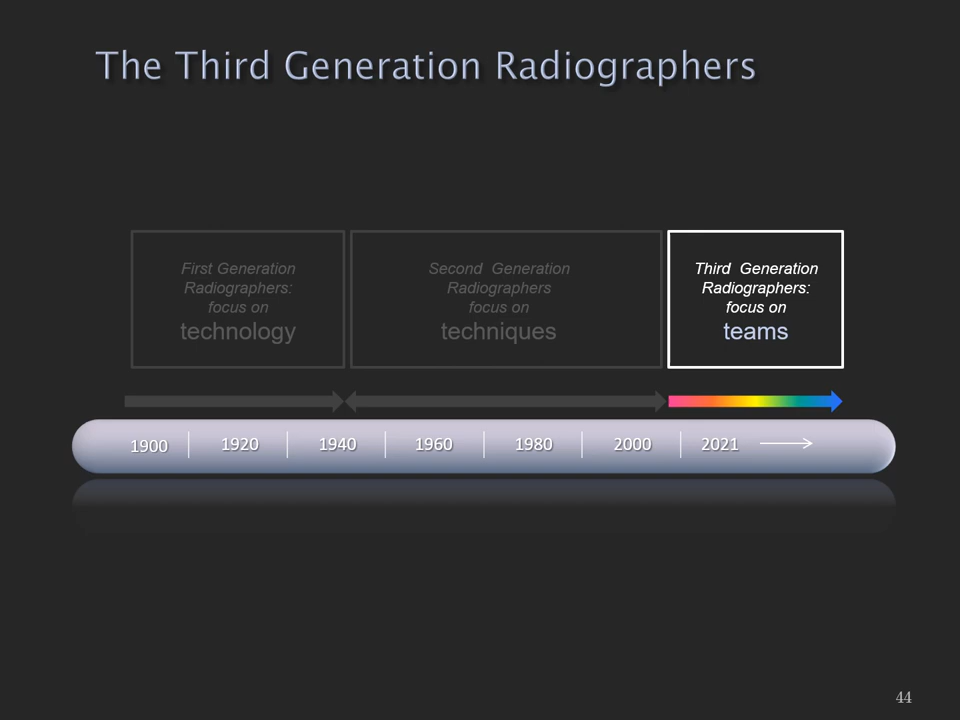 The Third Generation Radiographers
First Generation
Radiographers:
focus on
technology
Second Generation
Radiographers
focus on
techniques
Third Generation
Radiographers:
focus on
teams
1900 1920 1940 1960 1980 2000 2021
44